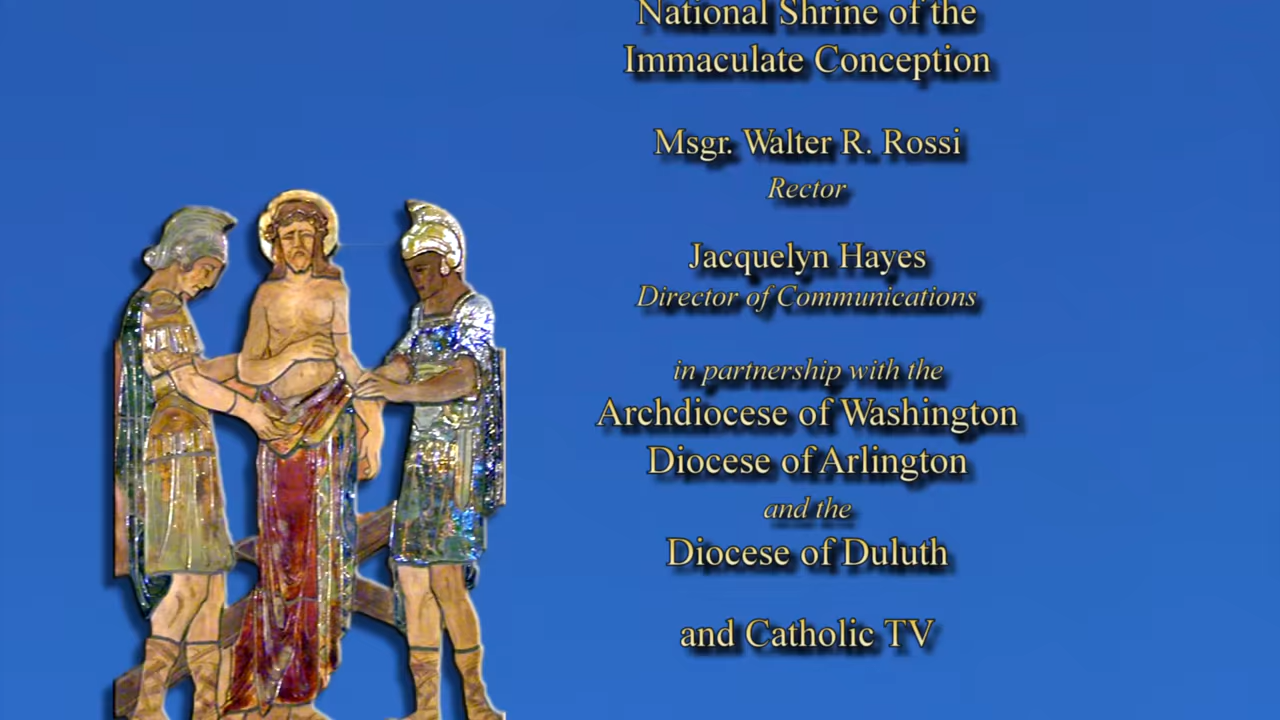 National Shrine of the
Immaculate Conception
Msgr. Walter R. Rossi
Rector
Jacquelyn Hayes
Director of Communications
in partnership with the
Archdiocese of Washington
Diocese of Arlington
and the
Diocese of Duluth
and Catholic TV